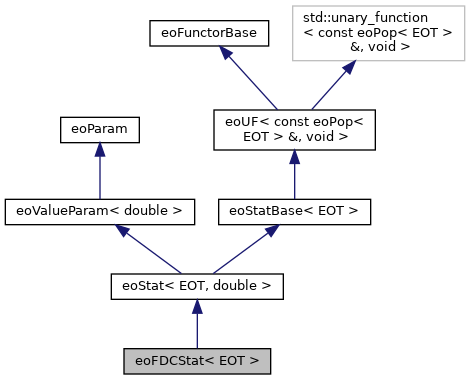 std::unary_function
< const eoPop< EOT >
&, void >
eoFunctorBase
eoUF< const eoPop<
EOT > &, void >
eoParam
eoValueParam< double >
eoStatBase< EOT >
eoStat< EOT, double >
eoFDCStat< EOT >